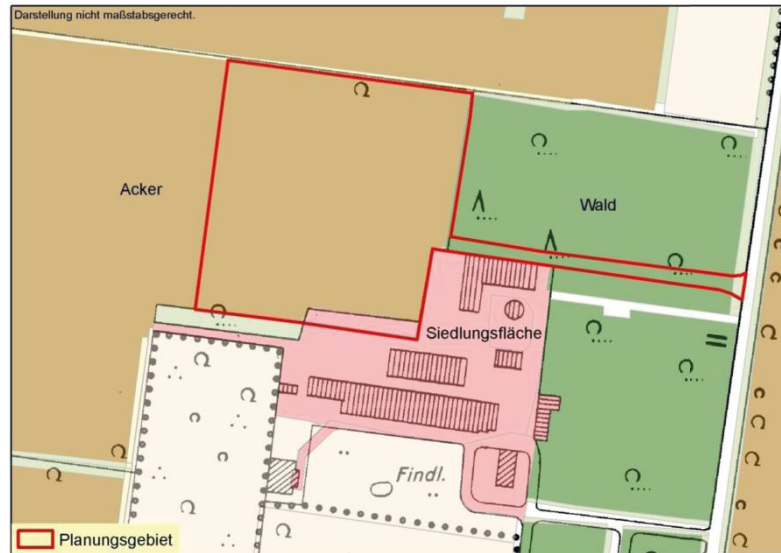 Darstellung nicht maßstabsgerecht.
Acker
Wald
Siedlungsfläche
Findl.
Planungsgebiet